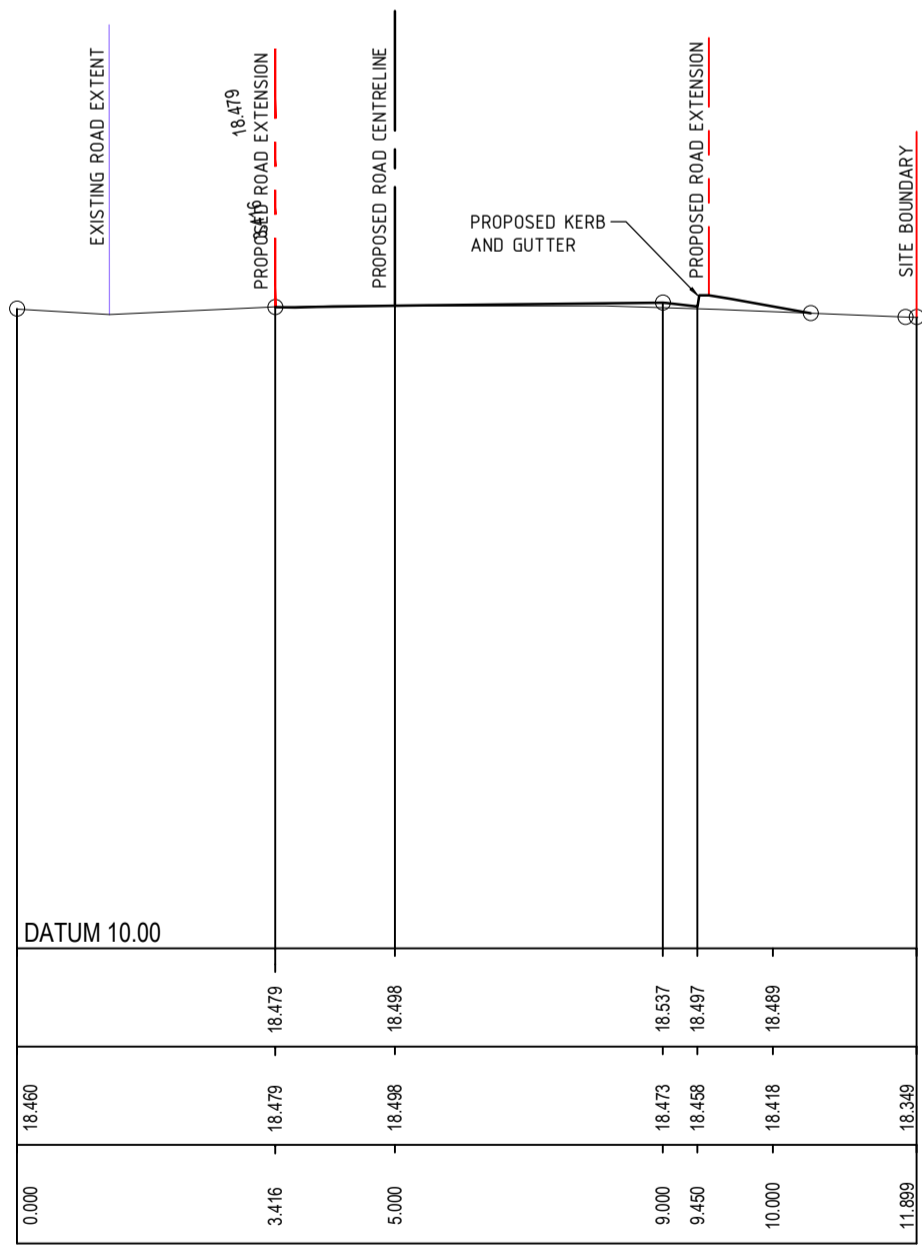 EXISTING ROAD EXTENT
PROPOSED ROAD EXTENSION
18.479
3.416
PROPOSED ROAD CENTRELINE
PROPOSED KERB
AND GUTTER
PROPOSED ROAD EXTENSION
SITE BOUNDARY
DATUM 10.00
18.479 18.498 18.537 18.497 18.489
18.460 18.479 18.498 18.473 18.458 18.418 18.349
0.000 3.416 5.000 9.000 9.450 10.000 11.899